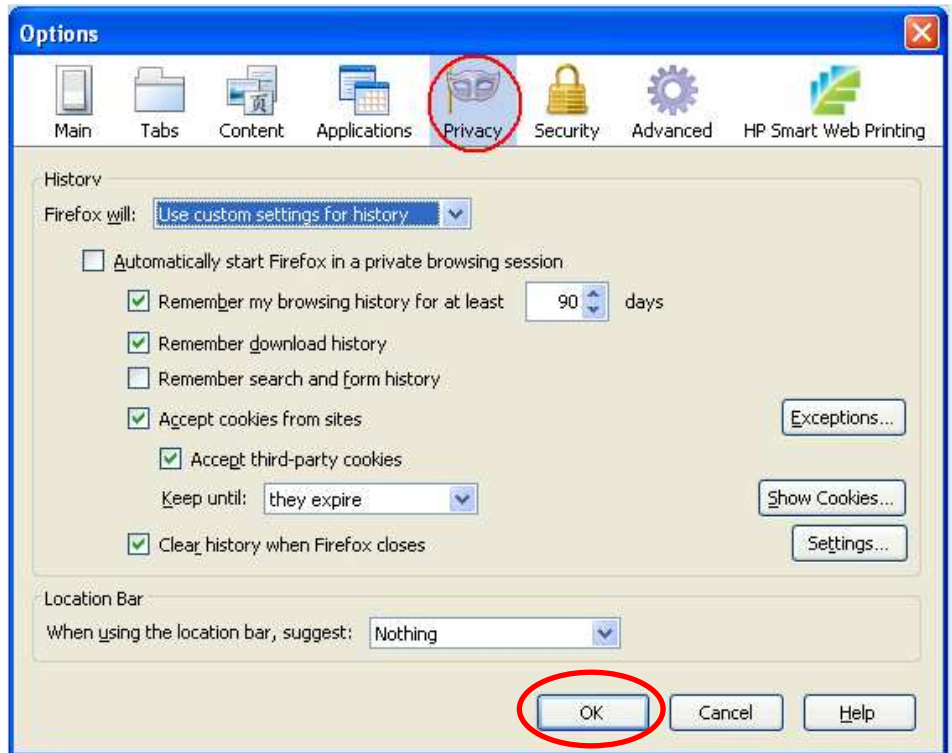 Options
Main Tabs Content Applications Privacy Security Advanced HP Smart Web Printing
页
History
Firefox will: Use custom settings for history
Automatically start Firefox in a private browsing session
Remember my browsing history for at least 90 days
Remember download history
Remember search and form history
Accept cookies from sites Exceptions...
Accept third-party cookies
Keep until: they expire Show Cookies...
Clear history when Firefox closes Settings...
Location Bar
When using the location bar, suggest: Nothing
OK Cancel Help